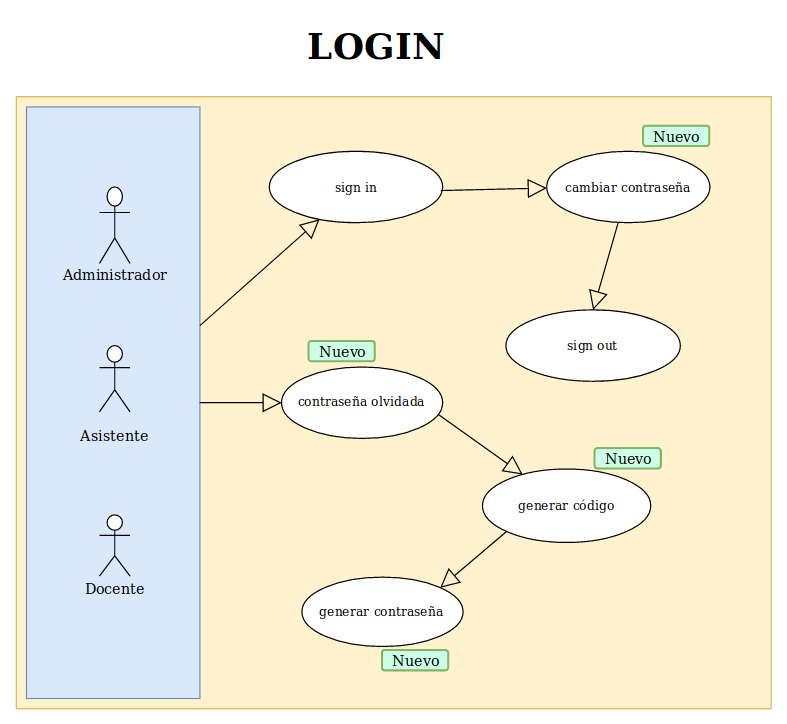 LOGIN
Nuevo
sign in
cambiar contraseña
Administrador
sign out
Nuevo
contraseña olvidada
Asistente
Nuevo
generar código
Docente
generar contraseña
Nuevo